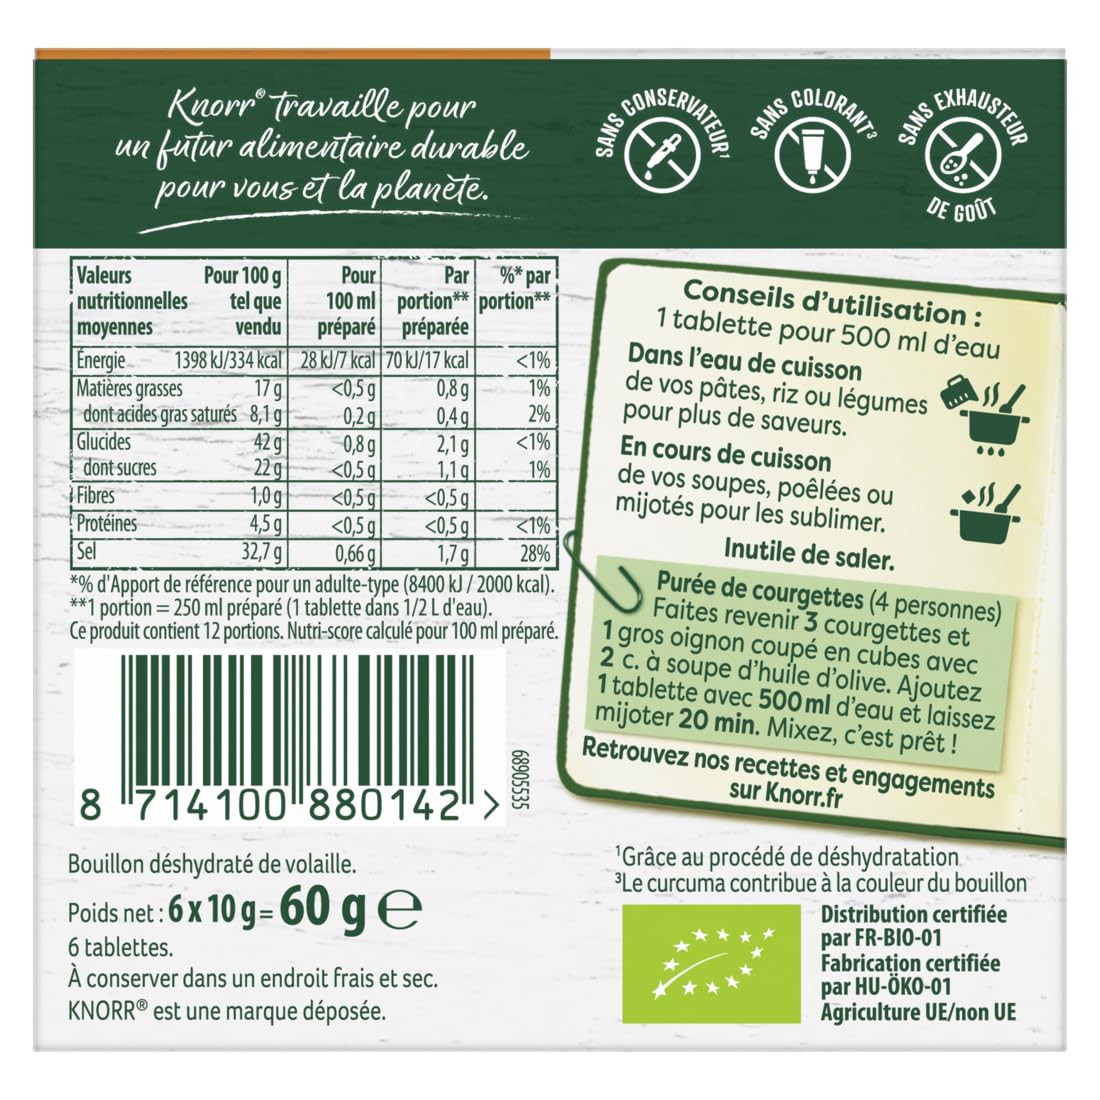 Knorr® Travaille pour
un futur alimentaire durable
pour vous et la planète.
SANS CONSERVATEUR¹
SANS COLORANT³
SANS EXHAUSTEUR
DE GOÛT
Valeurs Pour 100 g Pour Par %* par
nutritionnelles tel que 100 ml portion** portion**
moyennes vendu préparé préparée
Énergie 1398 kJ/334 kcal 28 kJ/7 kcal 70 kJ/17 kcal <1%
Matières grasses 17 g <0,5 g 0,8 g 1%
dont acides gras saturés 8,1 g 0,2 g 0,4 g 2%
Glucides 42 g 0,8 g 2,1 g <1%
dont sucres 22 g <0,5 g 1,1 g 1%
Fibres 1,0 g <0,5 g <0,5 g
Protéines 4,5 g <0,5 g <0,5 g <1%
Sel 32,7 g 0,66 g 1,7 g 28%
*% d'Apport de référence pour un adulte-type (8400 kJ / 2000 kcal).
**1 portion = 250 ml préparé (1 tablette dans 1/2 L d'eau).
Ce produit contient 12 portions. Nutri-score calculé pour 100 ml préparé.
8 714100 880142 >
68905535
Bouillon déshydraté de volaille.
Poids net : 6 x 10 g = 60 g ℮
6 tablettes.
À conserver dans un endroit frais et sec.
KNORR® est une marque déposée.
Conseils d'utilisation :
1 tablette pour 500 ml d'eau
Dans l'eau de cuisson
de vos pâtes, riz ou légumes
pour plus de saveurs.
En cours de cuisson
de vos soupes, poêlées ou
mijotés pour les sublimer.
Inutile de saler.
Purée de courgettes (4 personnes)
Faites revenir 3 courgettes et
1 gros oignon coupé en cubes avec
2 c. à soupe d'huile d'olive. Ajoutez
1 tablette avec 500 ml d'eau et laissez
mijoter 20 min. Mixez, c'est prêt !
Retrouvez nos recettes et engagements
sur Knorr.fr
¹Grâce au procédé de déshydratation
³Le curcuma contribue à la couleur du bouillon
Distribution certifiée
par FR-BIO-01
Fabrication certifiée
par HU-ÖKO-01
Agriculture UE/non UE